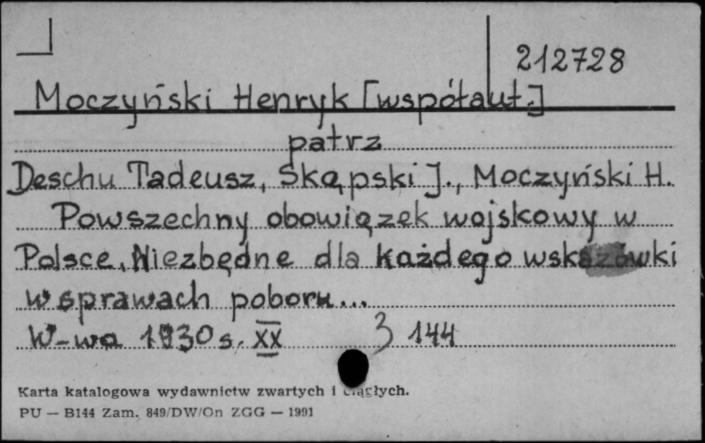 212728
Moczyński Henryk [współaut.]
patrz
Deschu Tadeusz, Skąpski J., Moczyński H.
Powszechny obowiązek wojskowy w
Polsce. Niezbędne dla każdego wskazówki
w sprawach poboru...
W-wa 1930 s. XX 3 144
Karta katalogowa wydawnictw zwartych i ciągłych.
PU — B144 Zam. 849/DW/On ZGG — 1991